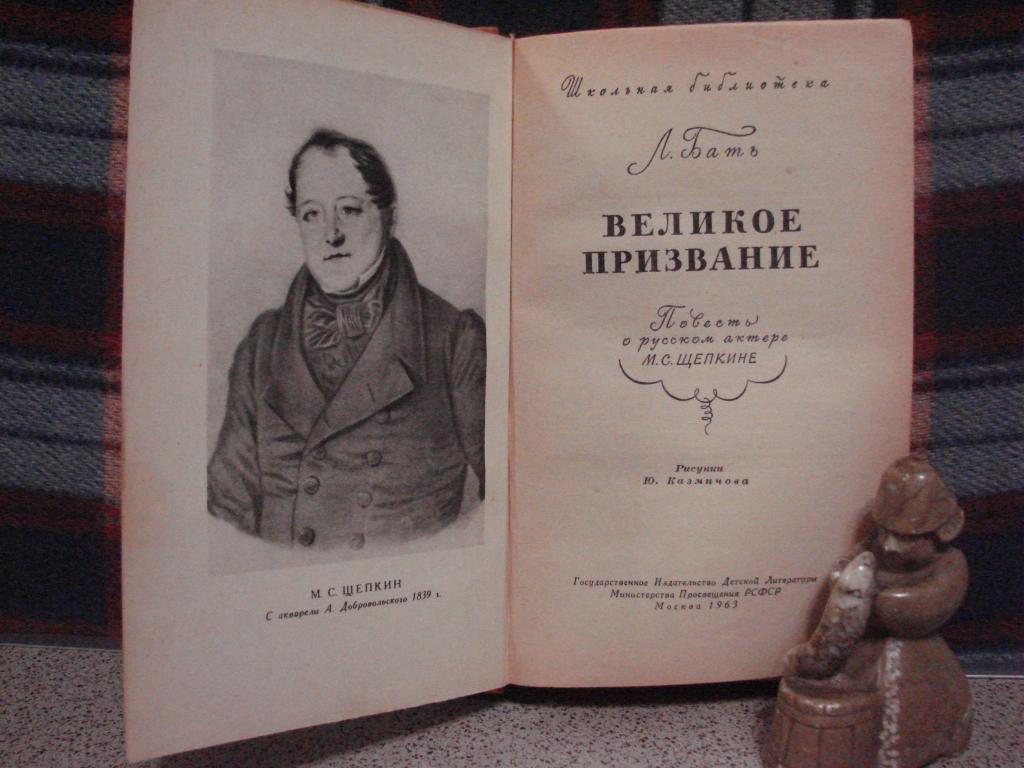 М. С. ЩЕПКИН
С акварели А. Добровольского 1839 г.
Школьная библиотека
Л. Бать
ВЕЛИКОЕ
ПРИЗВАНИЕ
Повесть
о русском актере
М.С. ЩЕПКИНЕ
Рисунки
Ю. Казмичова
Государственное Издательство Детской Литературы
Министерства Просвещения РСФСР
Москва 1963